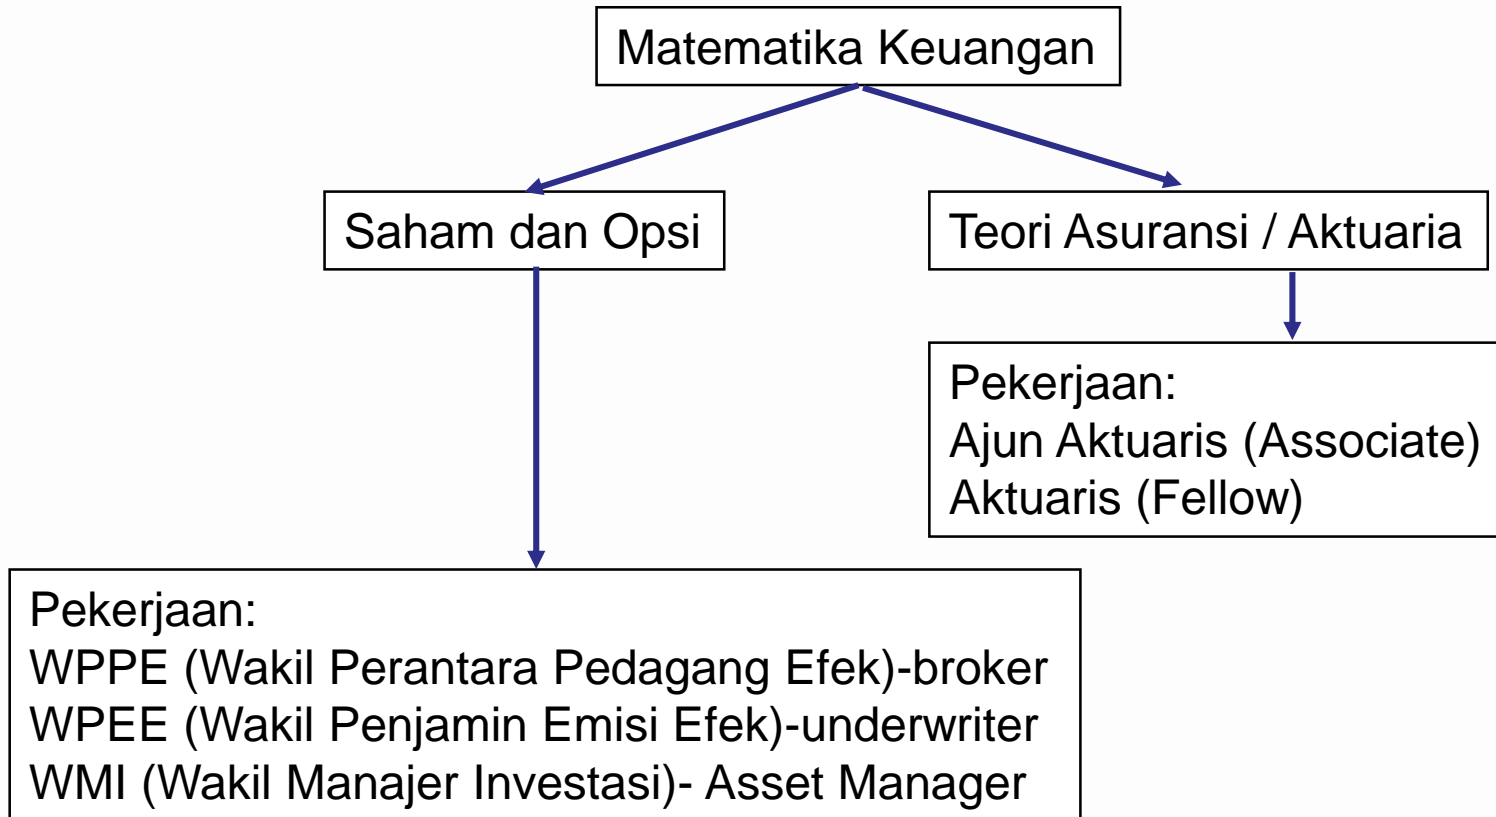 Matematika Keuangan
Saham dan Opsi
Teori Asuransi / Aktuaria
Pekerjaan:
Ajun Aktuaris (Associate)
Aktuaris (Fellow)
Pekerjaan:
WPPE (Wakil Perantara Pedagang Efek)-broker
WPEE (Wakil Penjamin Emisi Efek)-underwriter
WMI (Wakil Manajer Investasi)- Asset Manager